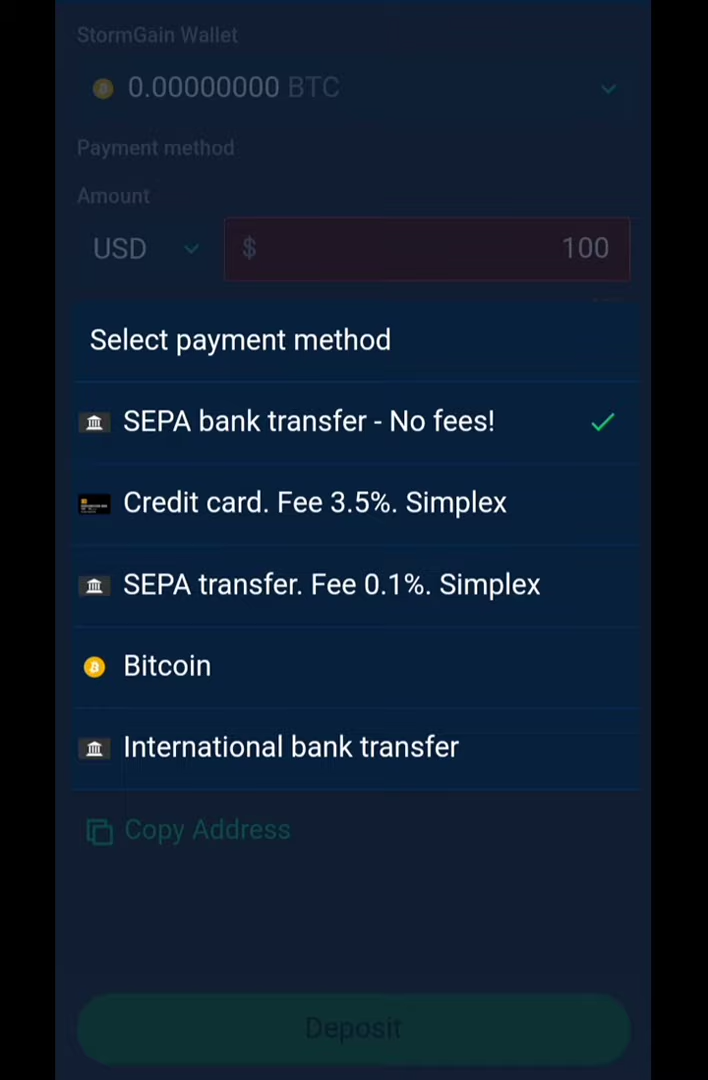 StormGain Wallet
0.00000000 BTC
Payment method
Amount
USD $ 100
Select payment method
SEPA bank transfer - No fees!
Credit card. Fee 3.5%. Simplex
SEPA transfer. Fee 0.1%. Simplex
Bitcoin
International bank transfer
Copy Address
Deposit